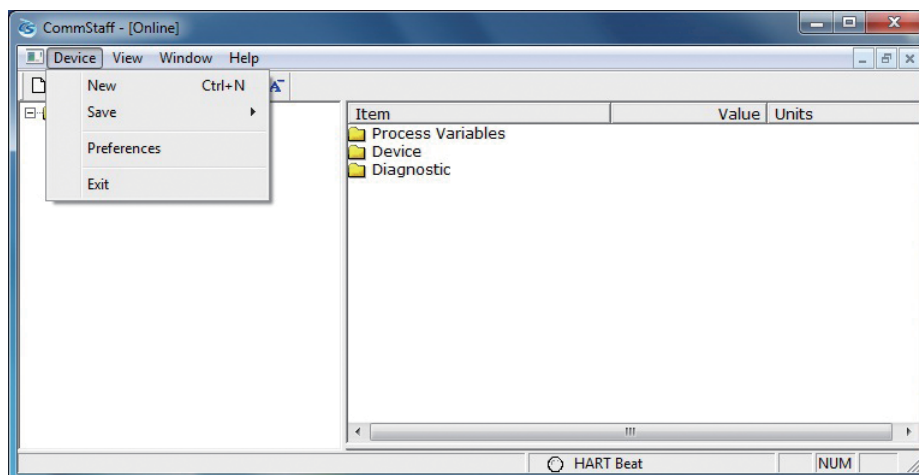 CommStaff - [Online]
Device View Window Help
New Ctrl+N
Save
Preferences
Exit
Item Value Units
Process Variables
Device
Diagnostic
HART Beat NUM